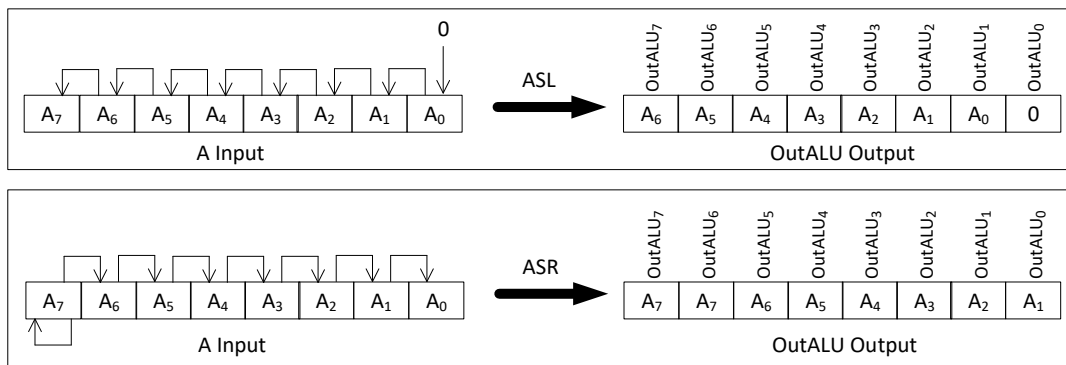 0
OutALU₇ OutALU₆ OutALU₅ OutALU₄ OutALU₃ OutALU₂ OutALU₁ OutALU₀
ASL
A₇ A₆ A₅ A₄ A₃ A₂ A₁ A₀
A₆ A₅ A₄ A₃ A₂ A₁ A₀ 0
A Input
OutALU Output
OutALU₇ OutALU₆ OutALU₅ OutALU₄ OutALU₃ OutALU₂ OutALU₁ OutALU₀
ASR
A₇ A₆ A₅ A₄ A₃ A₂ A₁ A₀
A₇ A₇ A₆ A₅ A₄ A₃ A₂ A₁
A Input
OutALU Output